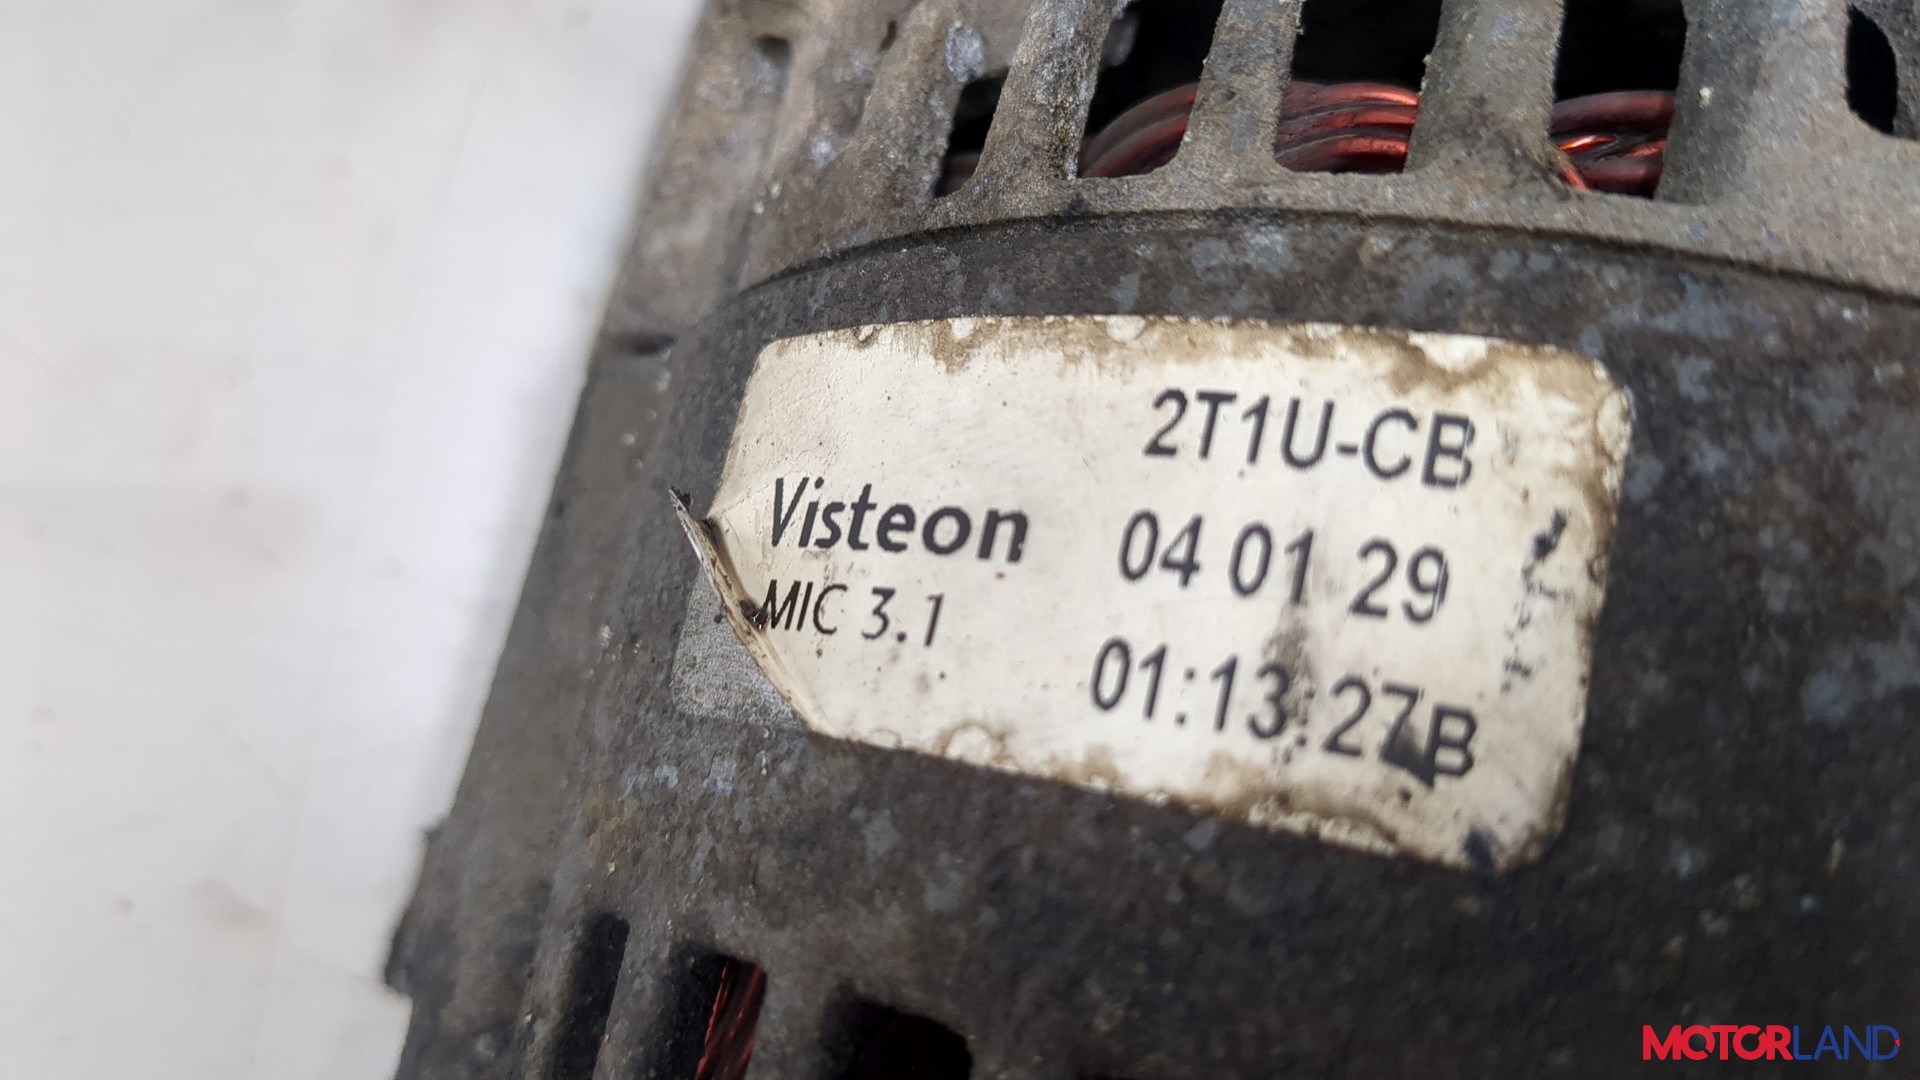 2T1U-CB
Visteon 04 01 29
MIC 3.1
01:13:27B
MOTORLAND